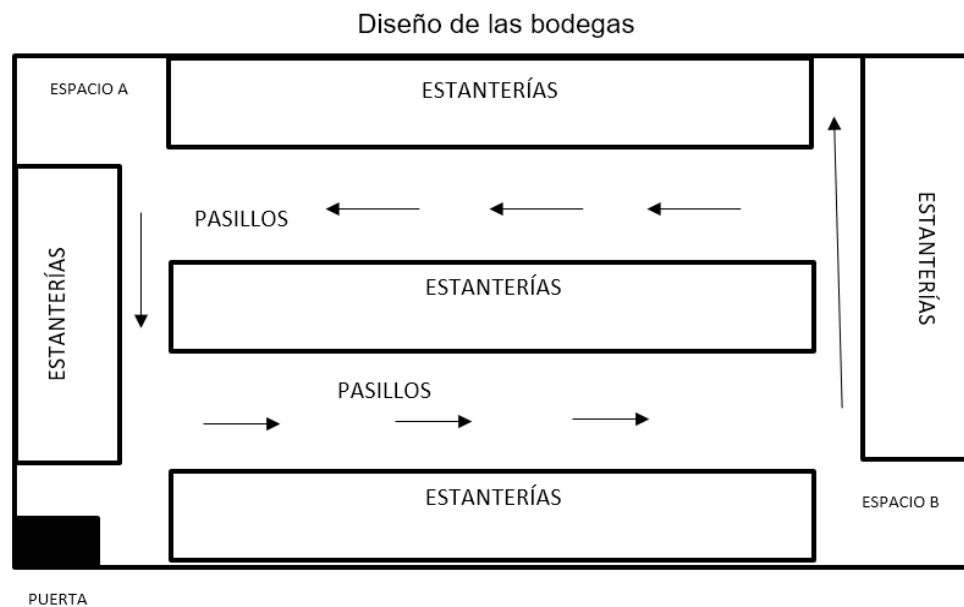 Diseño de las bodegas
ESPACIO A
ESTANTERÍAS
ESTANTERÍAS
PASILLOS
ESTANTERÍAS
ESTANTERÍAS
PASILLOS
ESTANTERÍAS
ESPACIO B
PUERTA